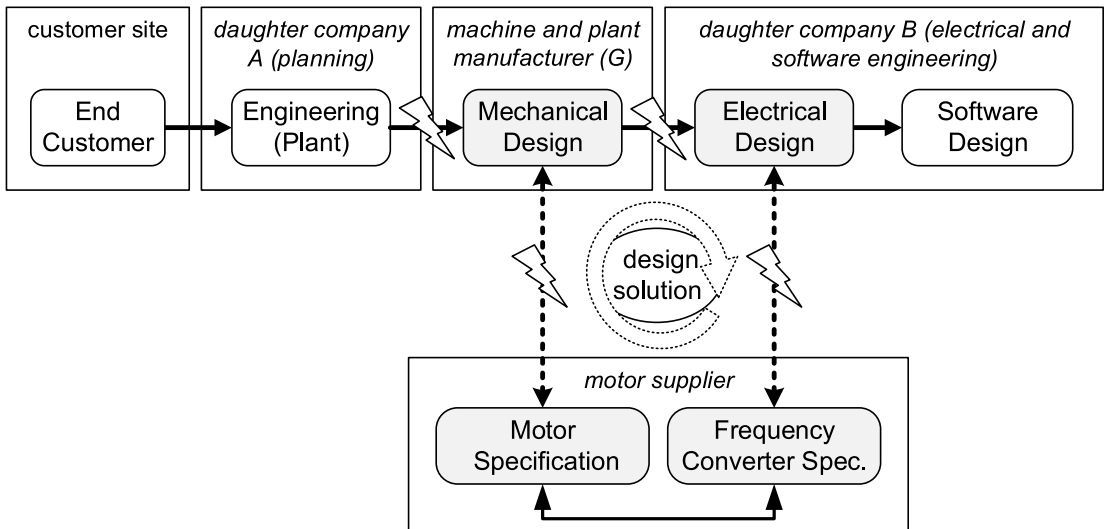 customer site
daughter company
A (planning)
machine and plant
manufacturer (G)
daughter company B (electrical and
software engineering)
End
Customer
Engineering
(Plant)
Mechanical
Design
Electrical
Design
Software
Design
design
solution
motor supplier
Motor
Specification
Frequency
Converter Spec.